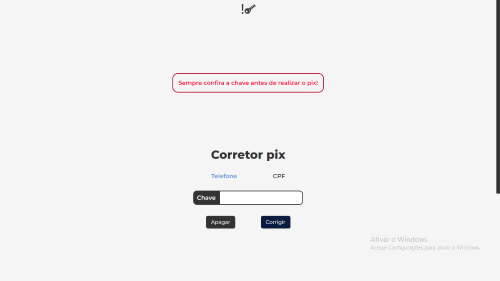 Sempre confira a chave antes de realizar o pix!
Corretor pix
Telefone CPF
Chave
Apagar Corrigir
Ativar o Windows
Acesse Configurações para ativar o Windows.